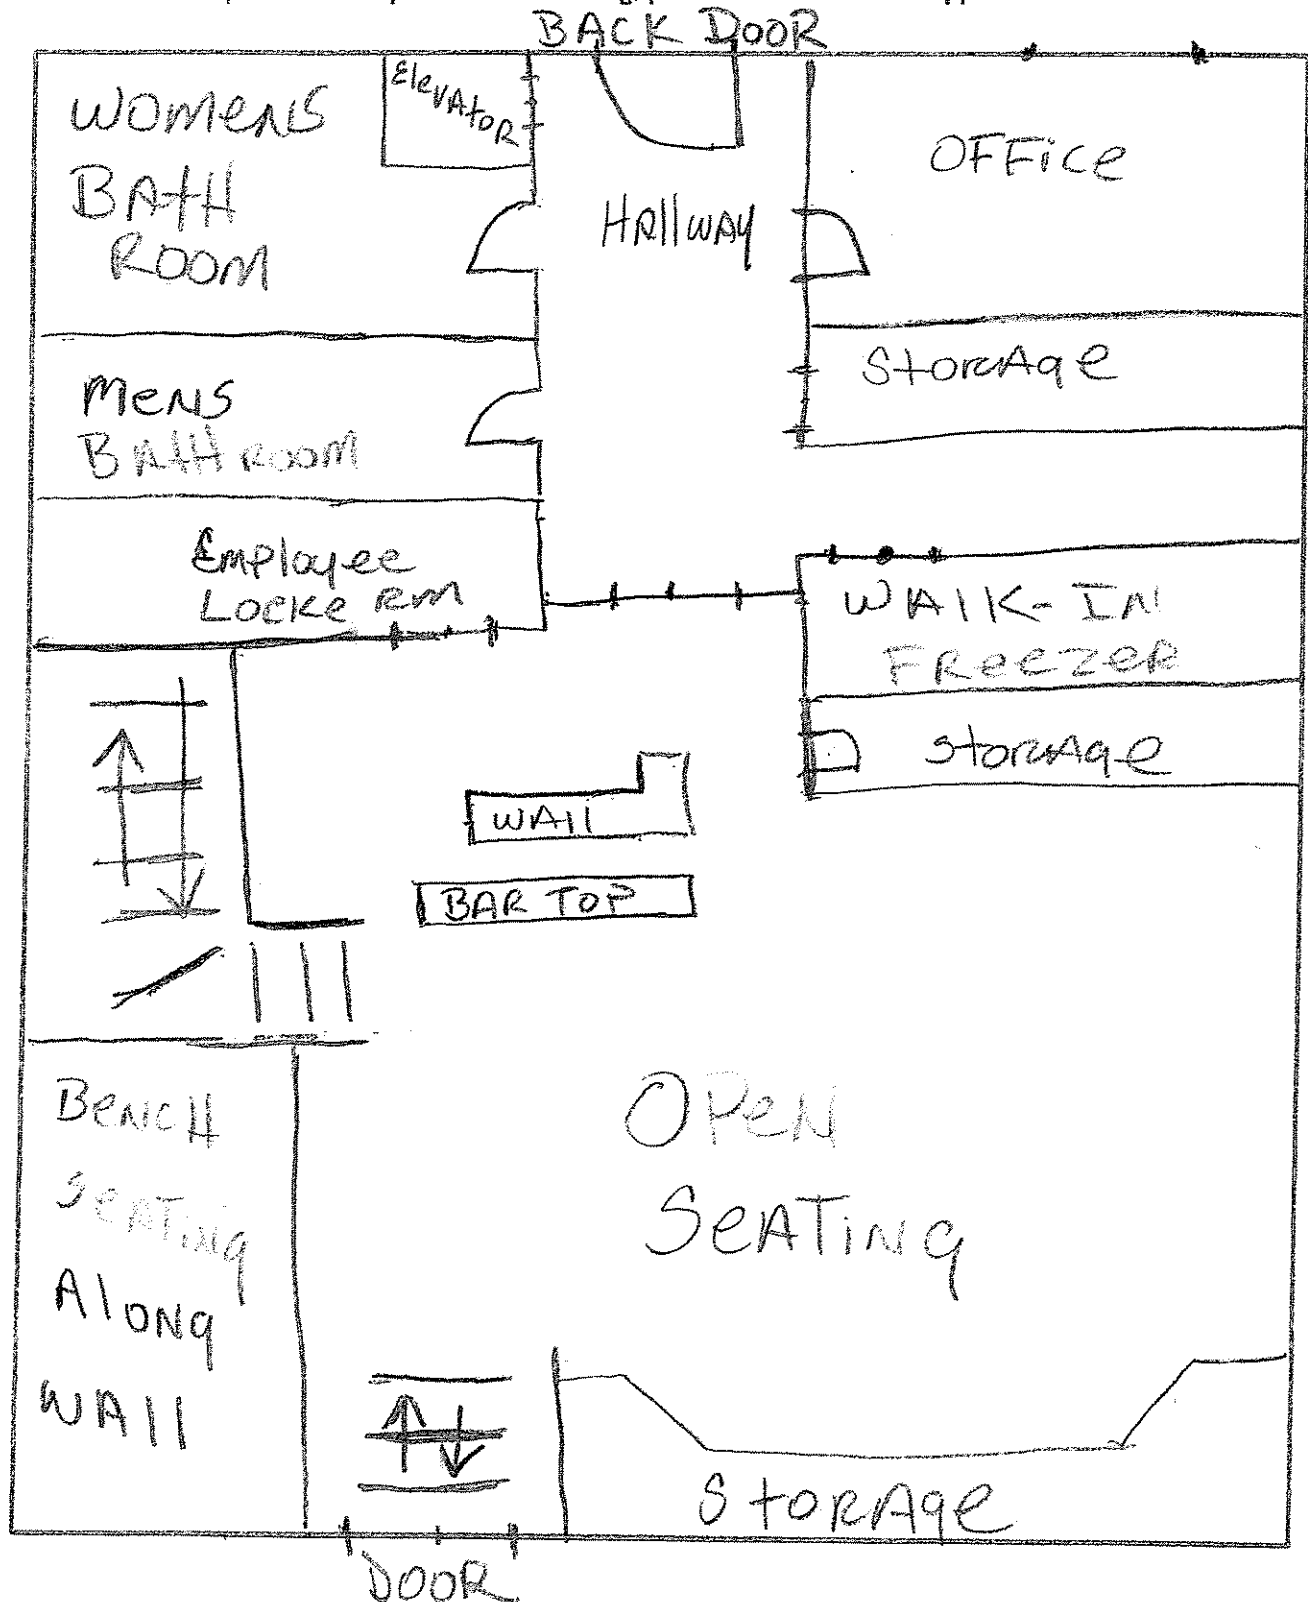 BACK DOOR
WOMENS
BATH
ROOM
Elevator
HAllWAY
OFFice
StorAge
MeNS
BAtHROOM
Employee
Locke Rm
WAlK-IN
FReezeR
StorAge
WAll
BAR TOP
BeNcH
SeATiNg
AloNg
WAll
OPeN
SeATiNg
StoRAge
DOOR